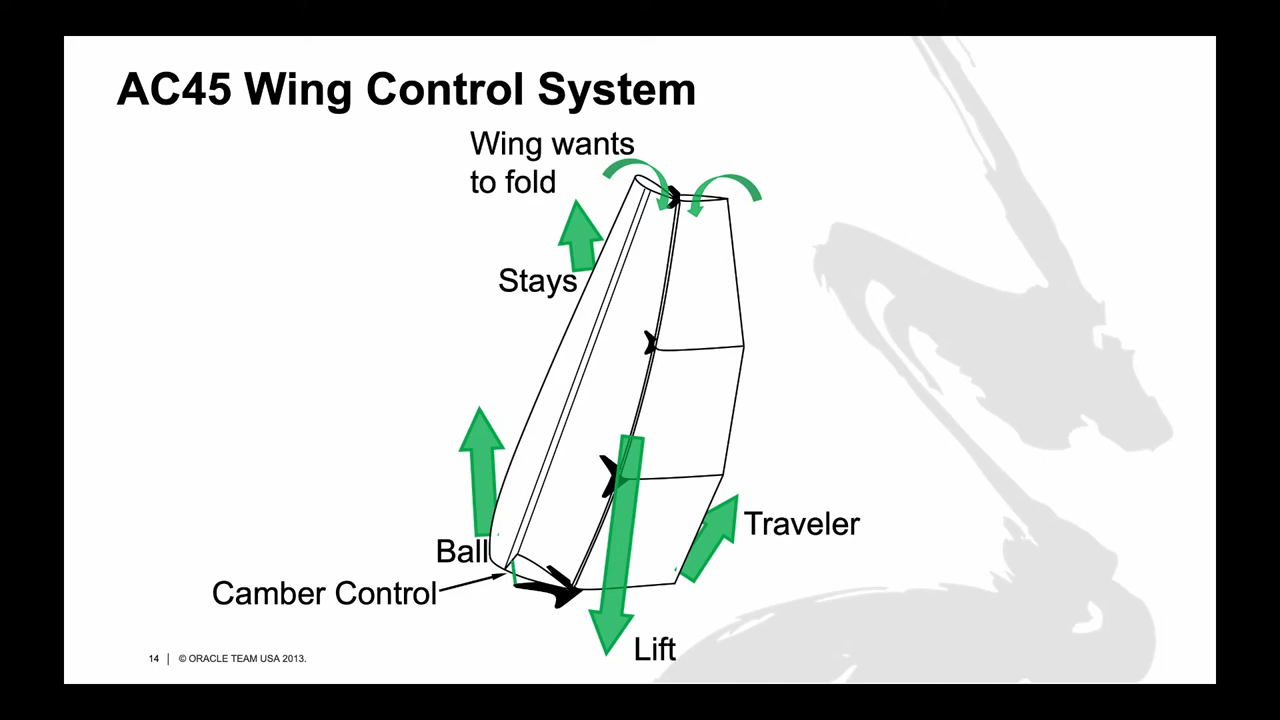 AC45 Wing Control System
Wing wants
to fold
Stays
Traveler
Ball
Camber Control
Lift
14 | © ORACLE TEAM USA 2013.